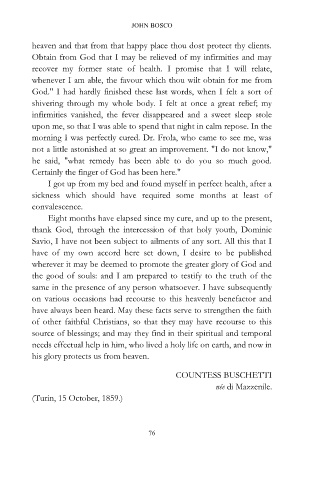 JOHN BOSCO
heaven and that from that happy place thou dost protect thy clients.
Obtain from God that I may be relieved of my infirmities and may
recover my former state of health. I promise that I will relate,
whenever I am able, the favour which thou wilt obtain for me from
God." I had hardly finished these last words, when I felt a sort of
shivering through my whole body. I felt at once a great relief; my
infirmities vanished, the fever disappeared and a sweet sleep stole
upon me, so that I was able to spend that night in calm repose. In the
morning I was perfectly cured. Dr. Frola, who came to see me, was
not a little astonished at so great an improvement. "I do not know,"
he said, "what remedy has been able to do you so much good.
Certainly the finger of God has been here."
I got up from my bed and found myself in perfect health, after a
sickness which should have required some months at least of
convalescence.
Eight months have elapsed since my cure, and up to the present,
thank God, through the intercession of that holy youth, Dominic
Savio, I have not been subject to ailments of any sort. All this that I
have of my own accord here set down, I desire to be published
wherever it may be deemed to promote the greater glory of God and
the good of souls: and I am prepared to testify to the truth of the
same in the presence of any person whatsoever. I have subsequently
on various occasions had recourse to this heavenly benefactor and
have always been heard. May these facts serve to strengthen the faith
of other faithful Christians, so that they may have recourse to this
source of blessings; and may they find in their spiritual and temporal
needs effectual help in him, who lived a holy life on earth, and now in
his glory protects us from heaven.
COUNTESS BUSCHETTI
née di Mazzenile.
(Turin, 15 October, 1859.)
76